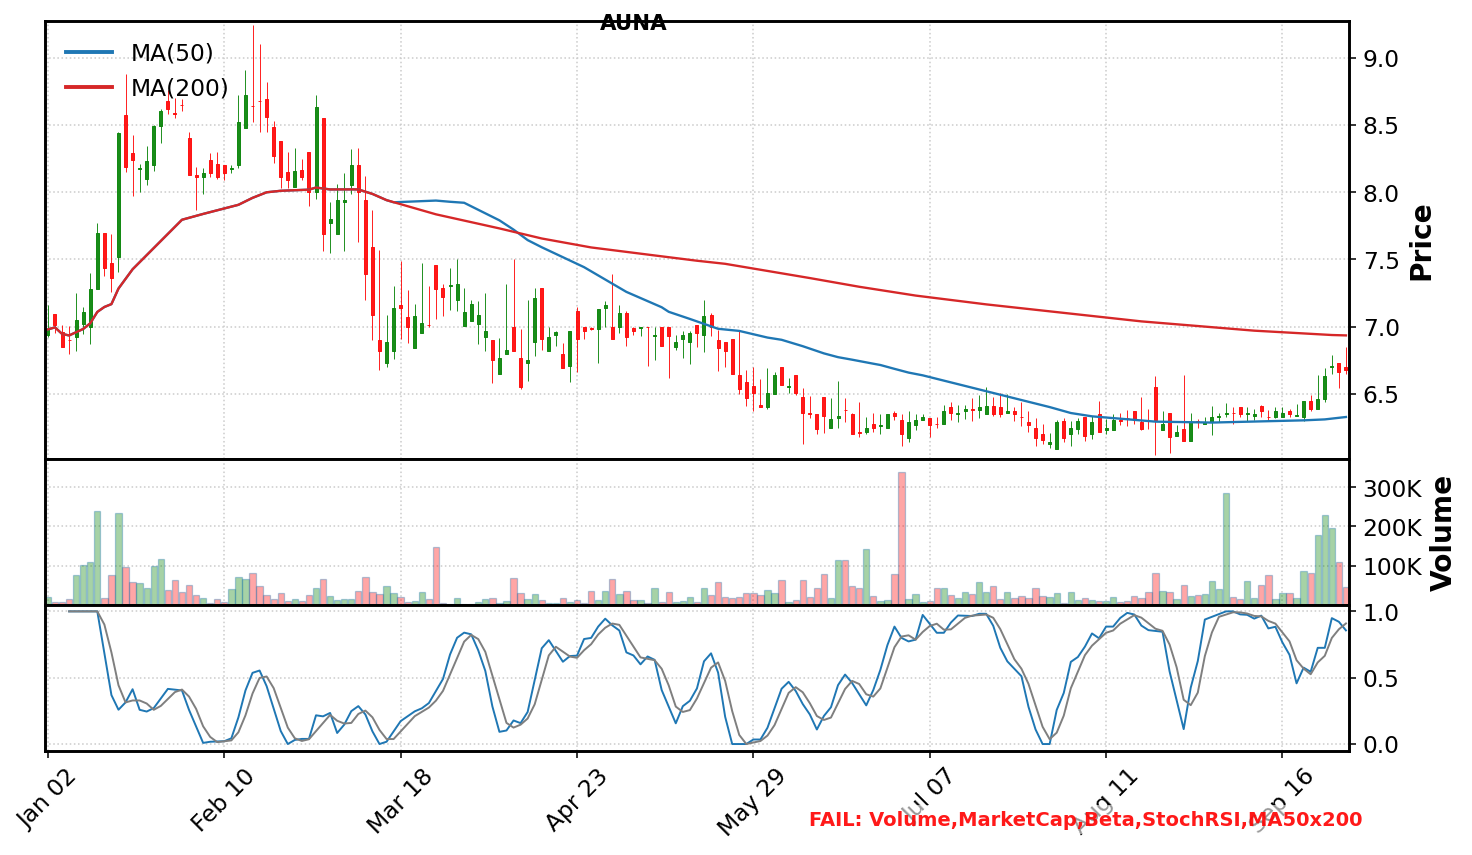 AUNA
MA(50)
MA(200)
9.0
8.5
8.0
7.5
7.0
6.5
Price
300K
200K
100K
Volume
1.0
0.5
0.0
Jan 02
Feb 10
Mar 18
Apr 23
May 29
Jul 07
Aug 11
Sep 16
FAIL: Volume,MarketCap,Beta,StochRSI,MA50x200